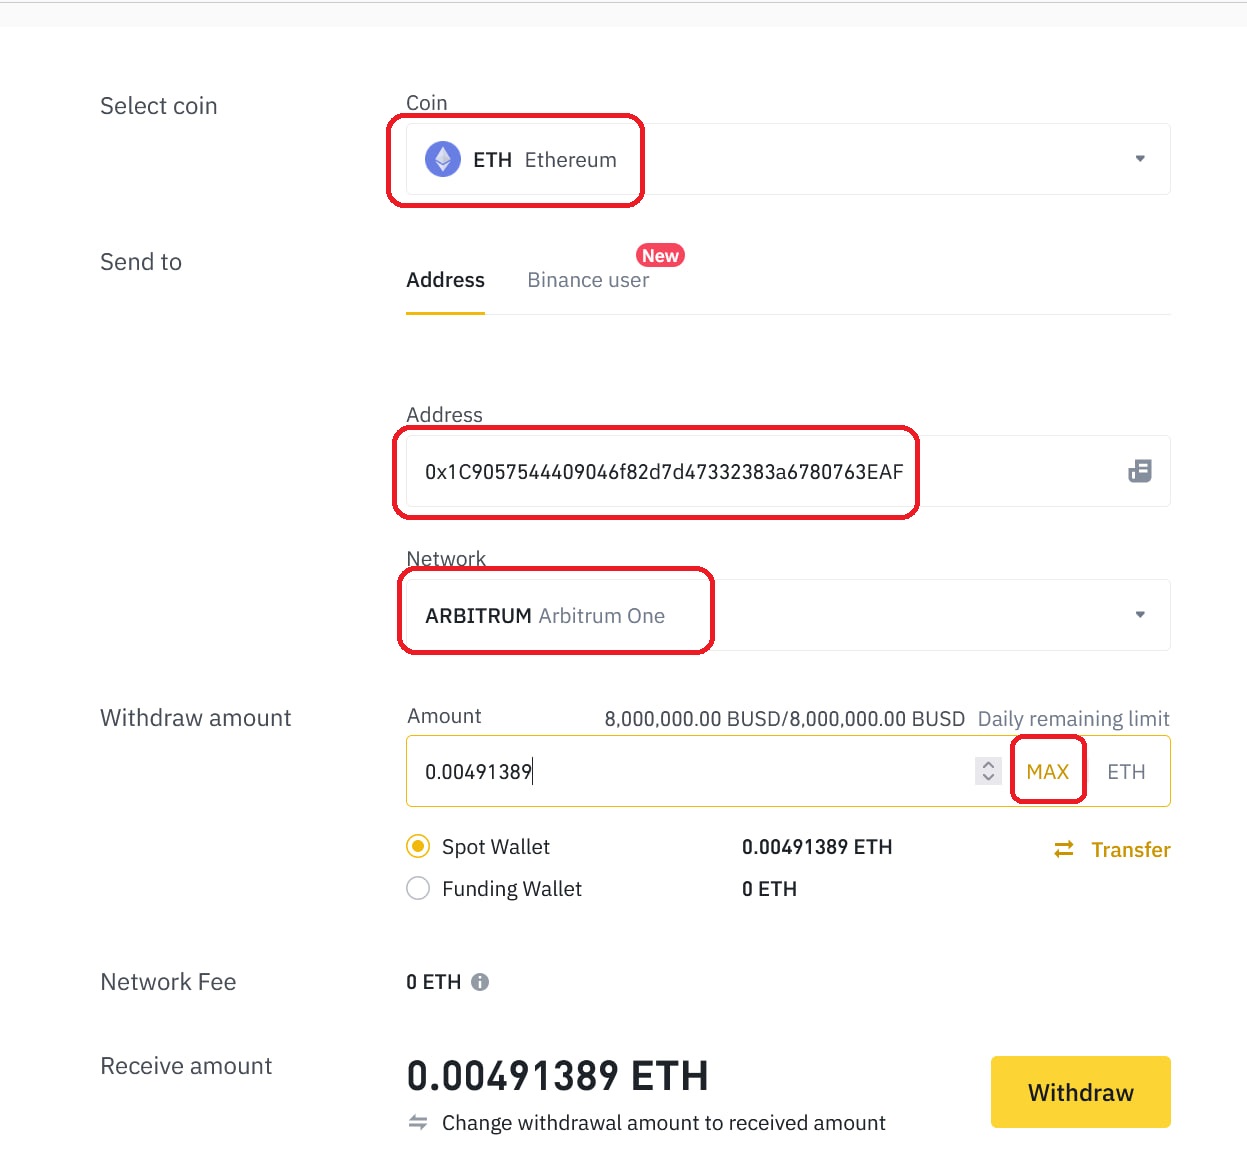 Select coin
Coin
ETH Ethereum
Send to
New
Address Binance user
Address
0x1C9057544409046f82d7d47332383a6780763EAF
Network
ARBITRUM Arbitrum One
Withdraw amount
Amount 8,000,000.00 BUSD/8,000,000.00 BUSD Daily remaining limit
0.00491389 MAX ETH
Spot Wallet 0.00491389 ETH Transfer
Funding Wallet 0 ETH
Network Fee 0 ETH
Receive amount
0.00491389 ETH
Change withdrawal amount to received amount
Withdraw